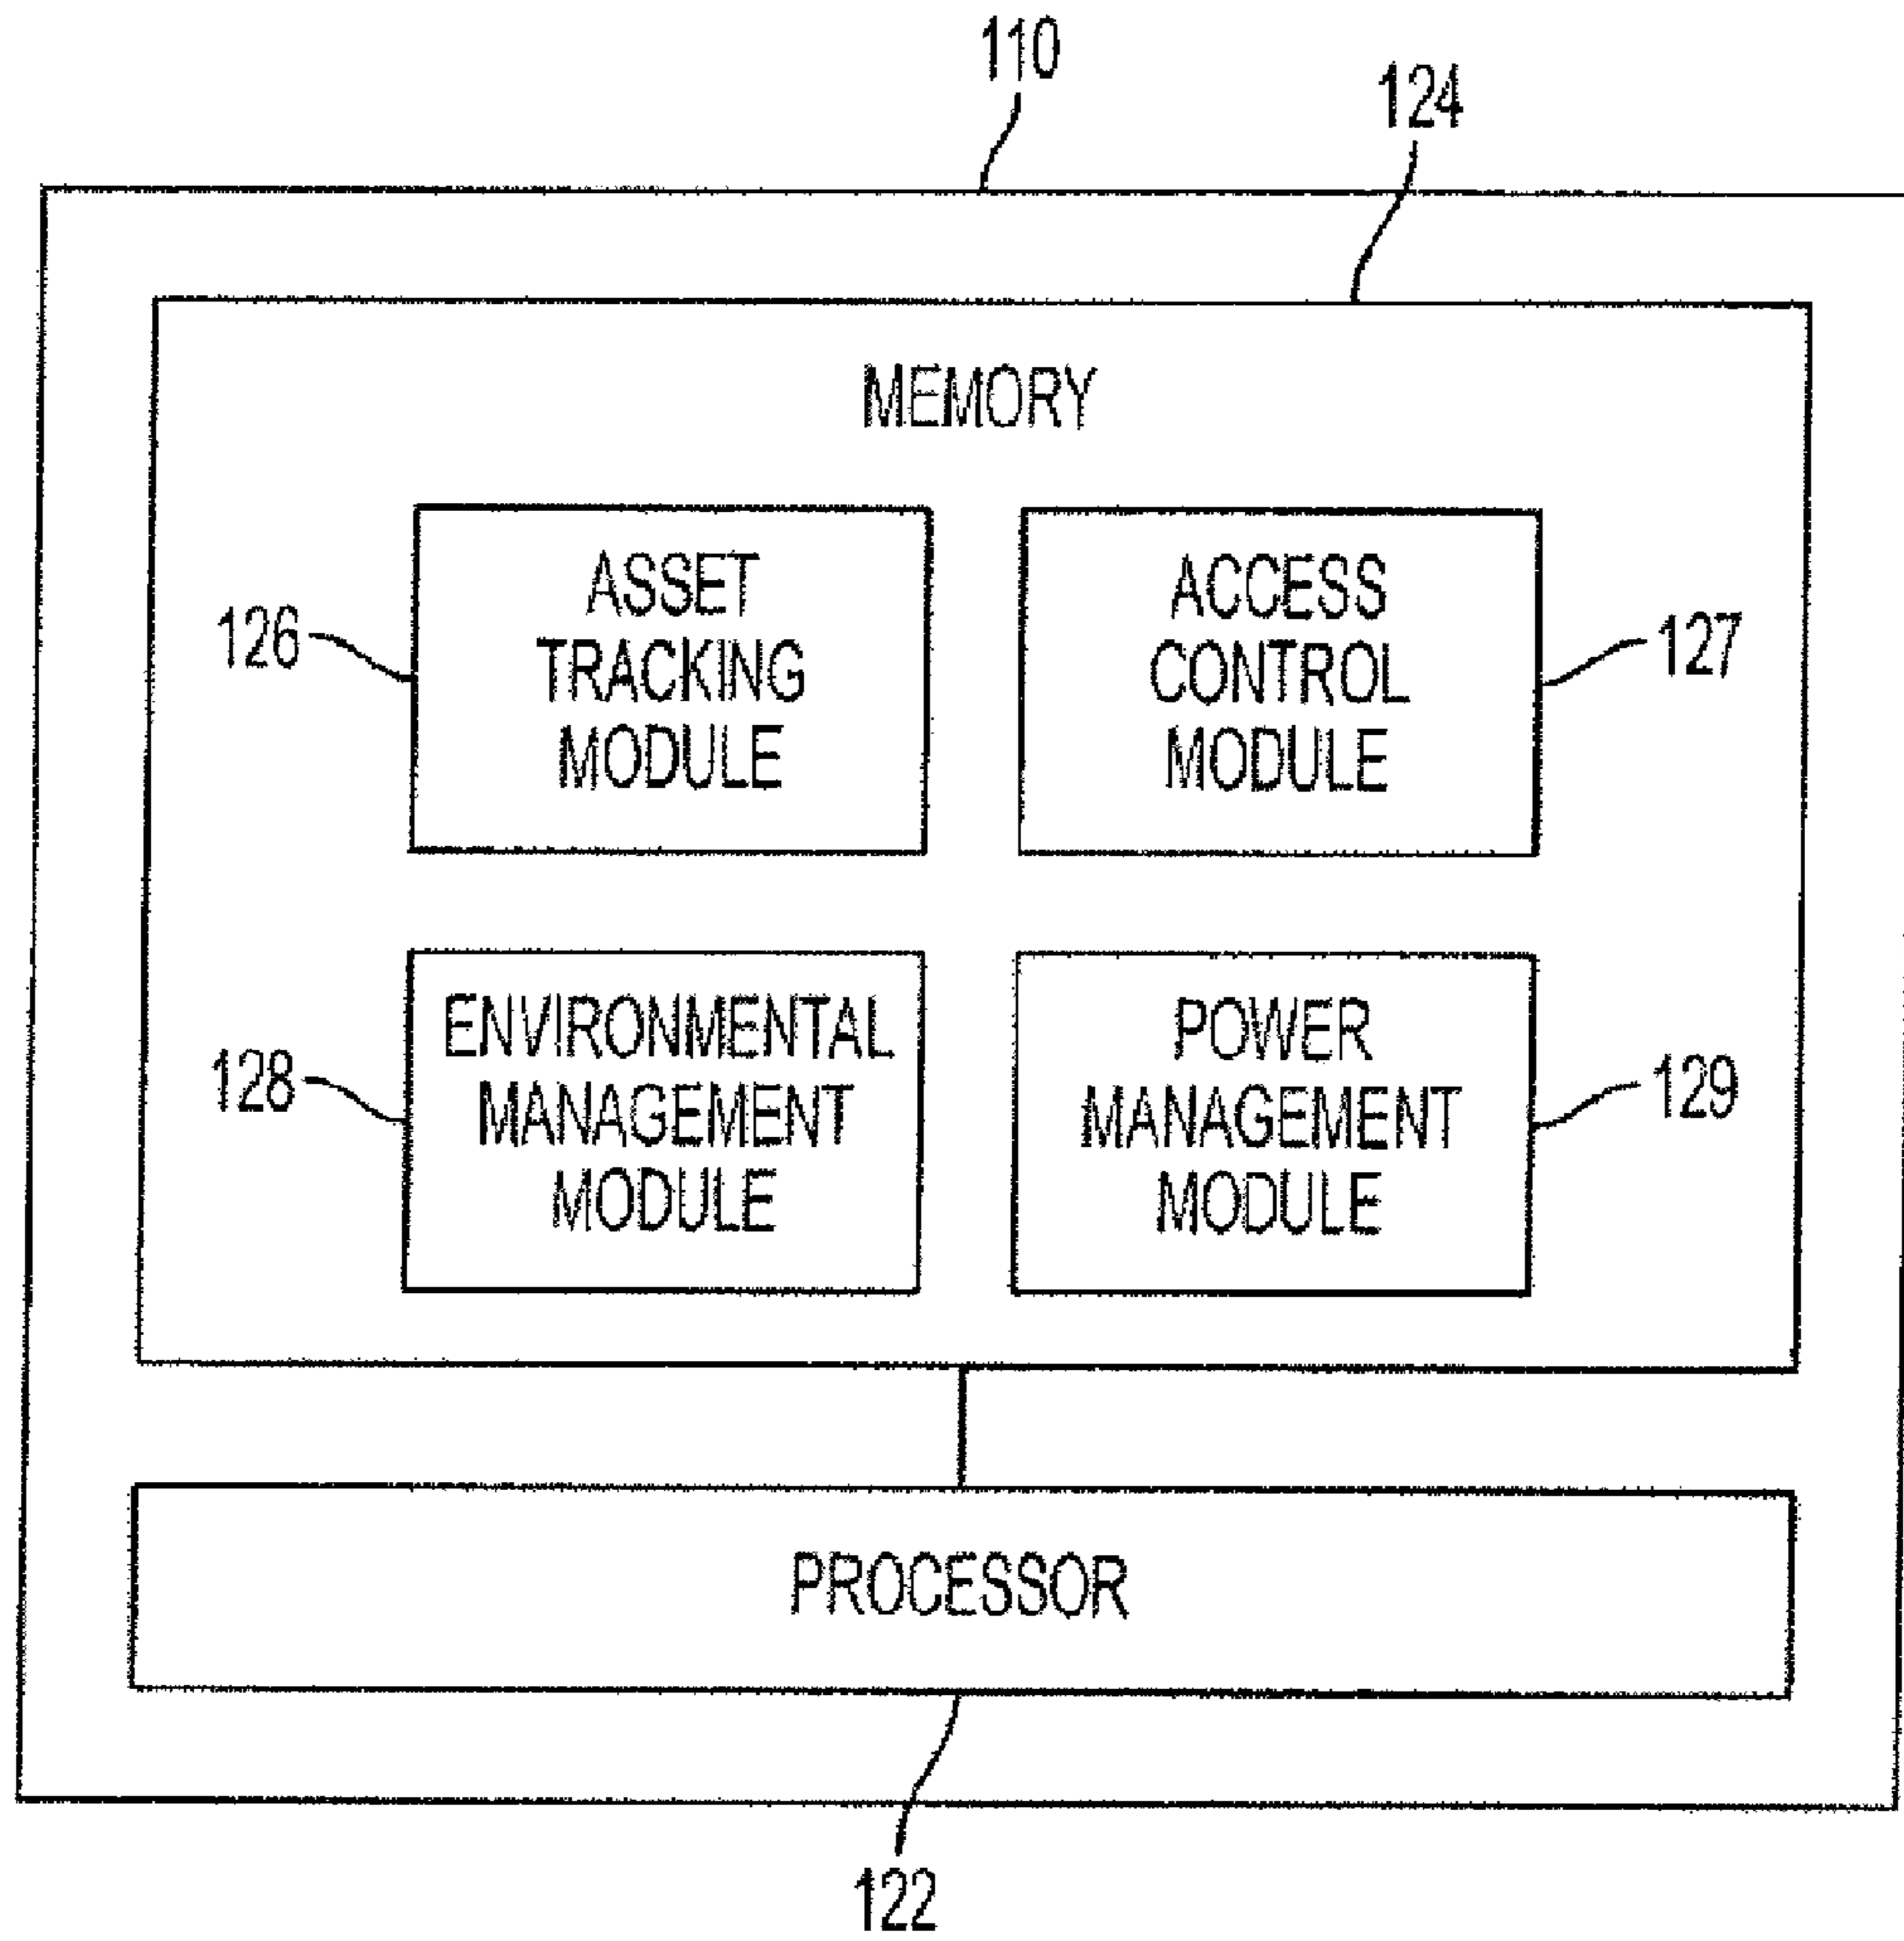 110
124
MEMORY
ASSET
TRACKING
MODULE
126
ACCESS
CONTROL
MODULE
127
ENVIRONMENTAL
MANAGEMENT
MODULE
128
POWER
MANAGEMENT
MODULE
129
PROCESSOR
122